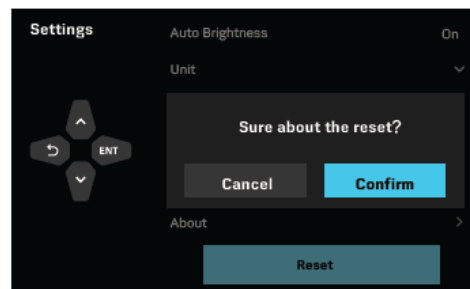 Settings
Auto Brightness On
Unit
Sure about the reset?
ENT
Cancel Confirm
About
Reset